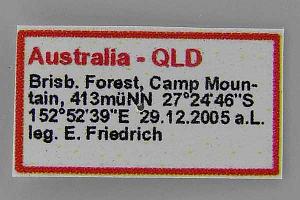 Australia - QLD
Brisb. Forest, Camp Moun-
tain, 413müNN 27°24'46"S
152°52'39"E 29.12.2005 a.L.
leg. E. Friedrich